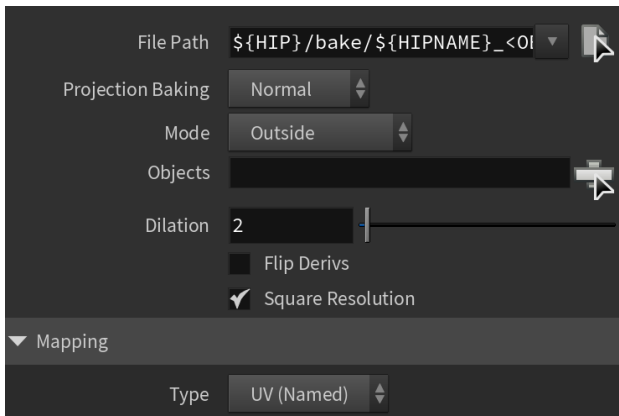 File Path ${HIP}/bake/${HIPNAME}_<O
Projection Baking Normal
Mode Outside
Objects
Dilation 2
Flip Derivs
Square Resolution
Mapping
Type UV (Named)